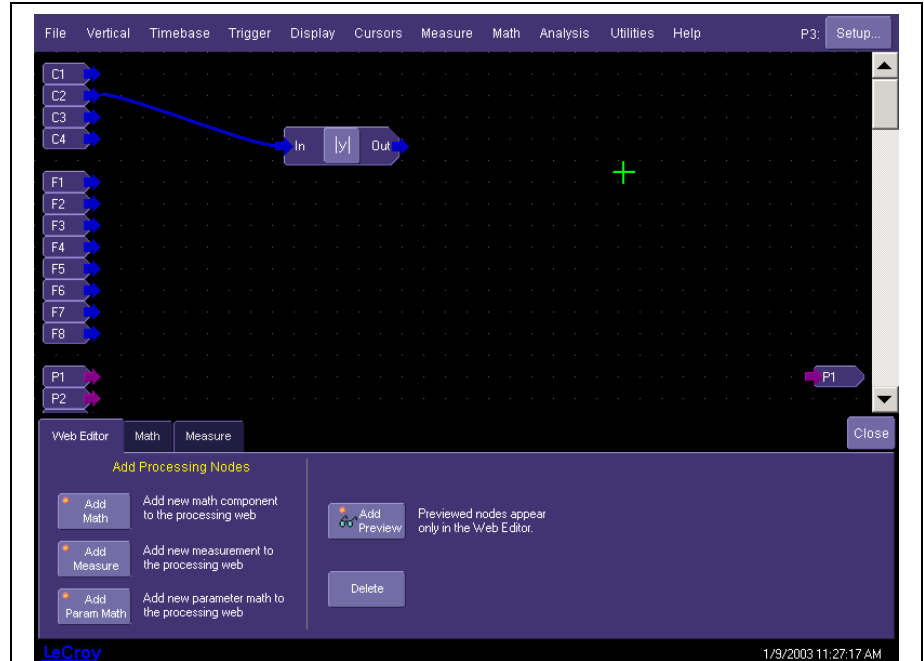 File Vertical Timebase Trigger Display Cursors Measure Math Analysis Utilities Help P3: Setup...
C1
C2
C3
C4
In |y| Out
F1
F2
F3
F4
F5
F6
F7
F8
P1 P1
P2
Web Editor Math Measure Close
Add Processing Nodes
Add Math
Add new math component
to the processing web
Add Measure
Add new measurement to
the processing web
Add Param Math
Add new parameter math to
the processing web
Add Preview
Previewed nodes appear
only in the Web Editor.
Delete
LeCroy 1/9/2003 11:27:17 AM